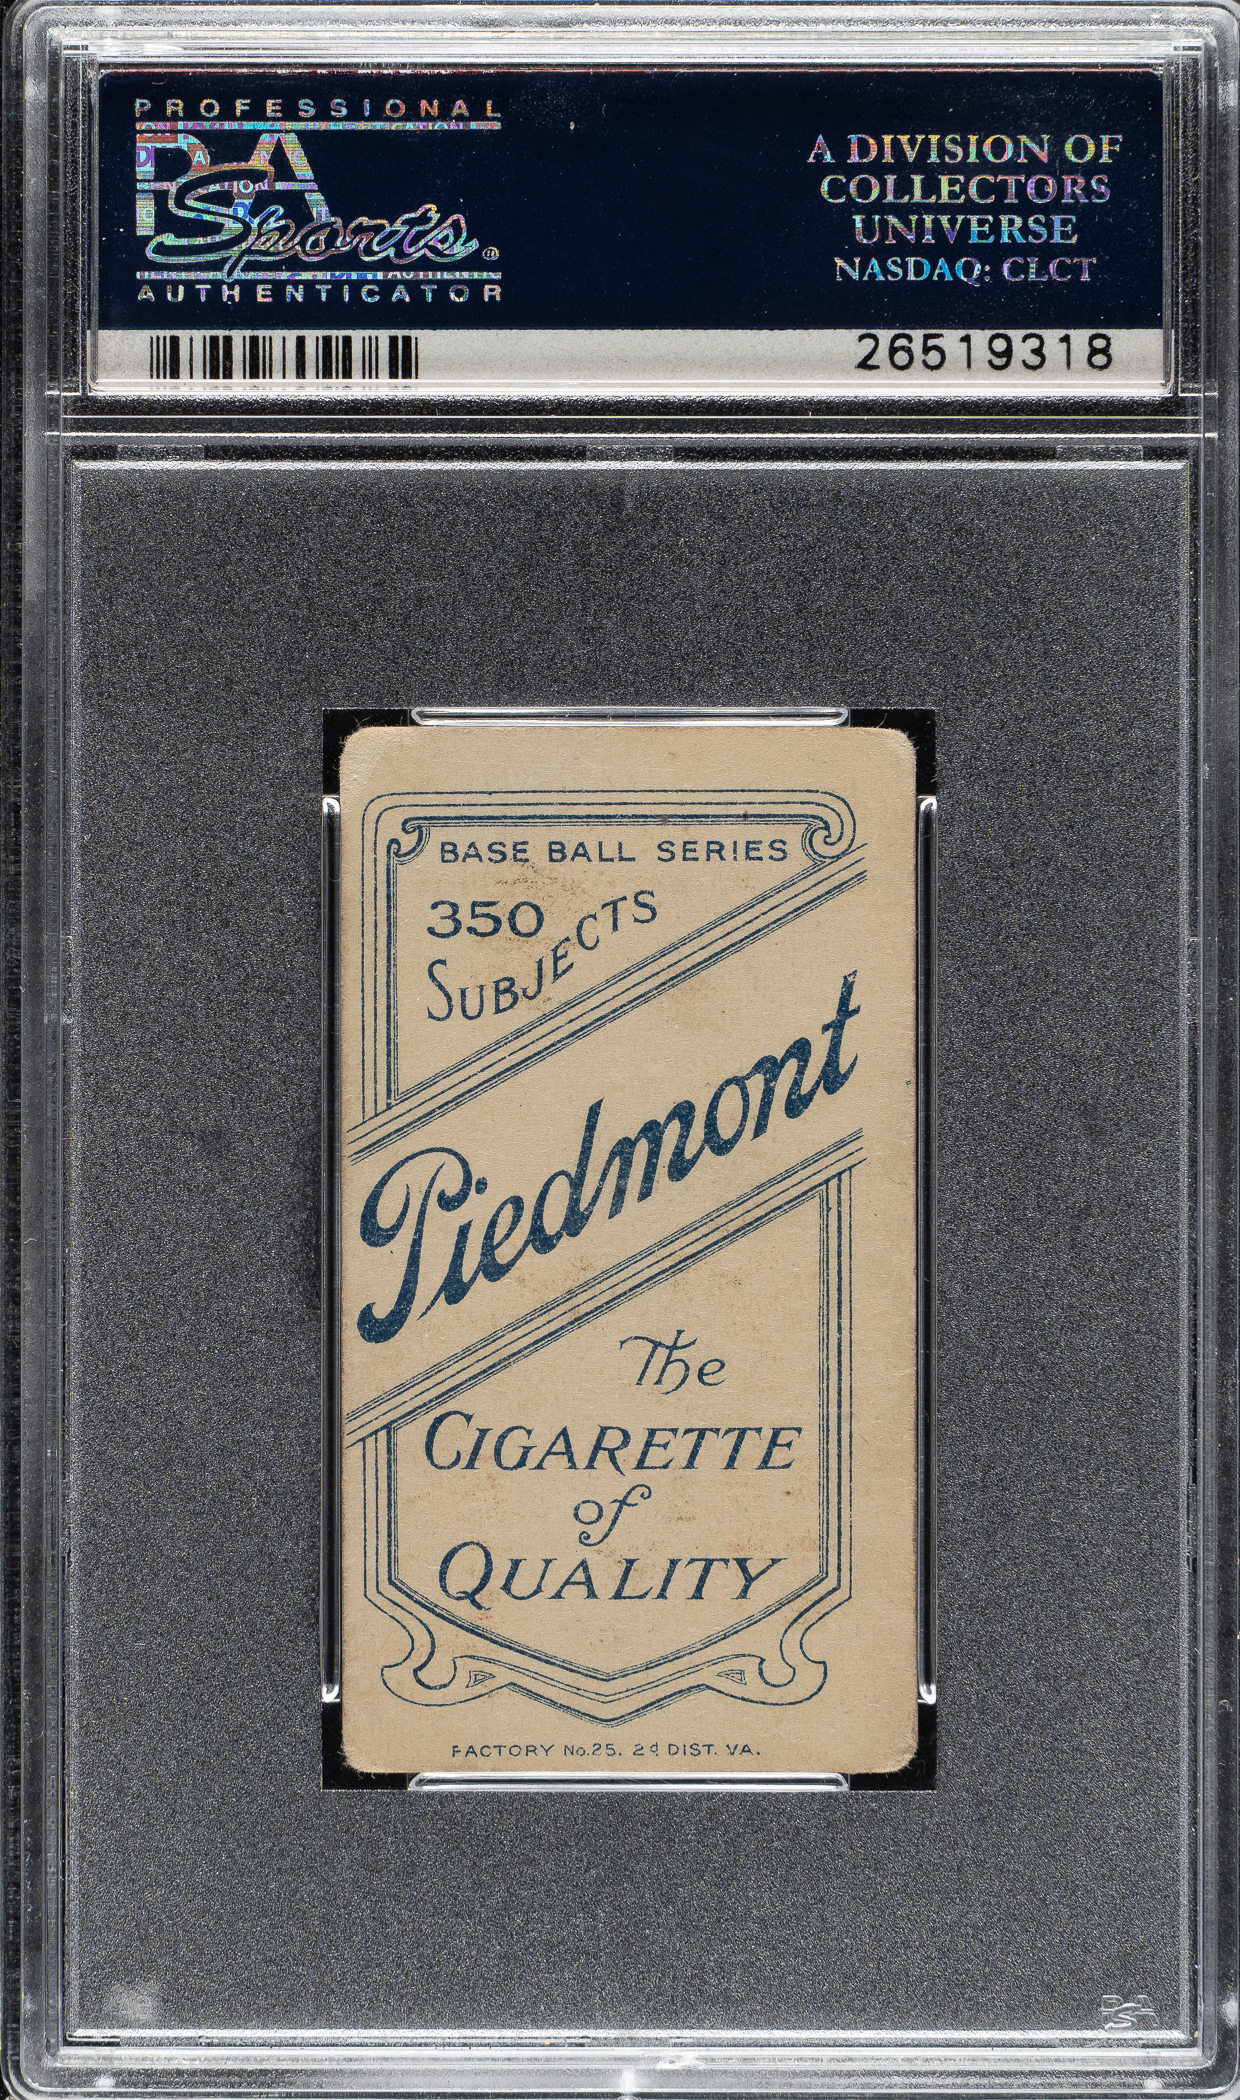 PROFESSIONAL
PSA
Sports
AUTHENTICATOR
A DIVISION OF
COLLECTORS
UNIVERSE
NASDAQ: CLCT
26519318
BASE BALL SERIES
350
SUBJECTS
Piedmont
The
CIGARETTE
of
QUALITY
FACTORY No.25. 2d DIST. VA.
PSA